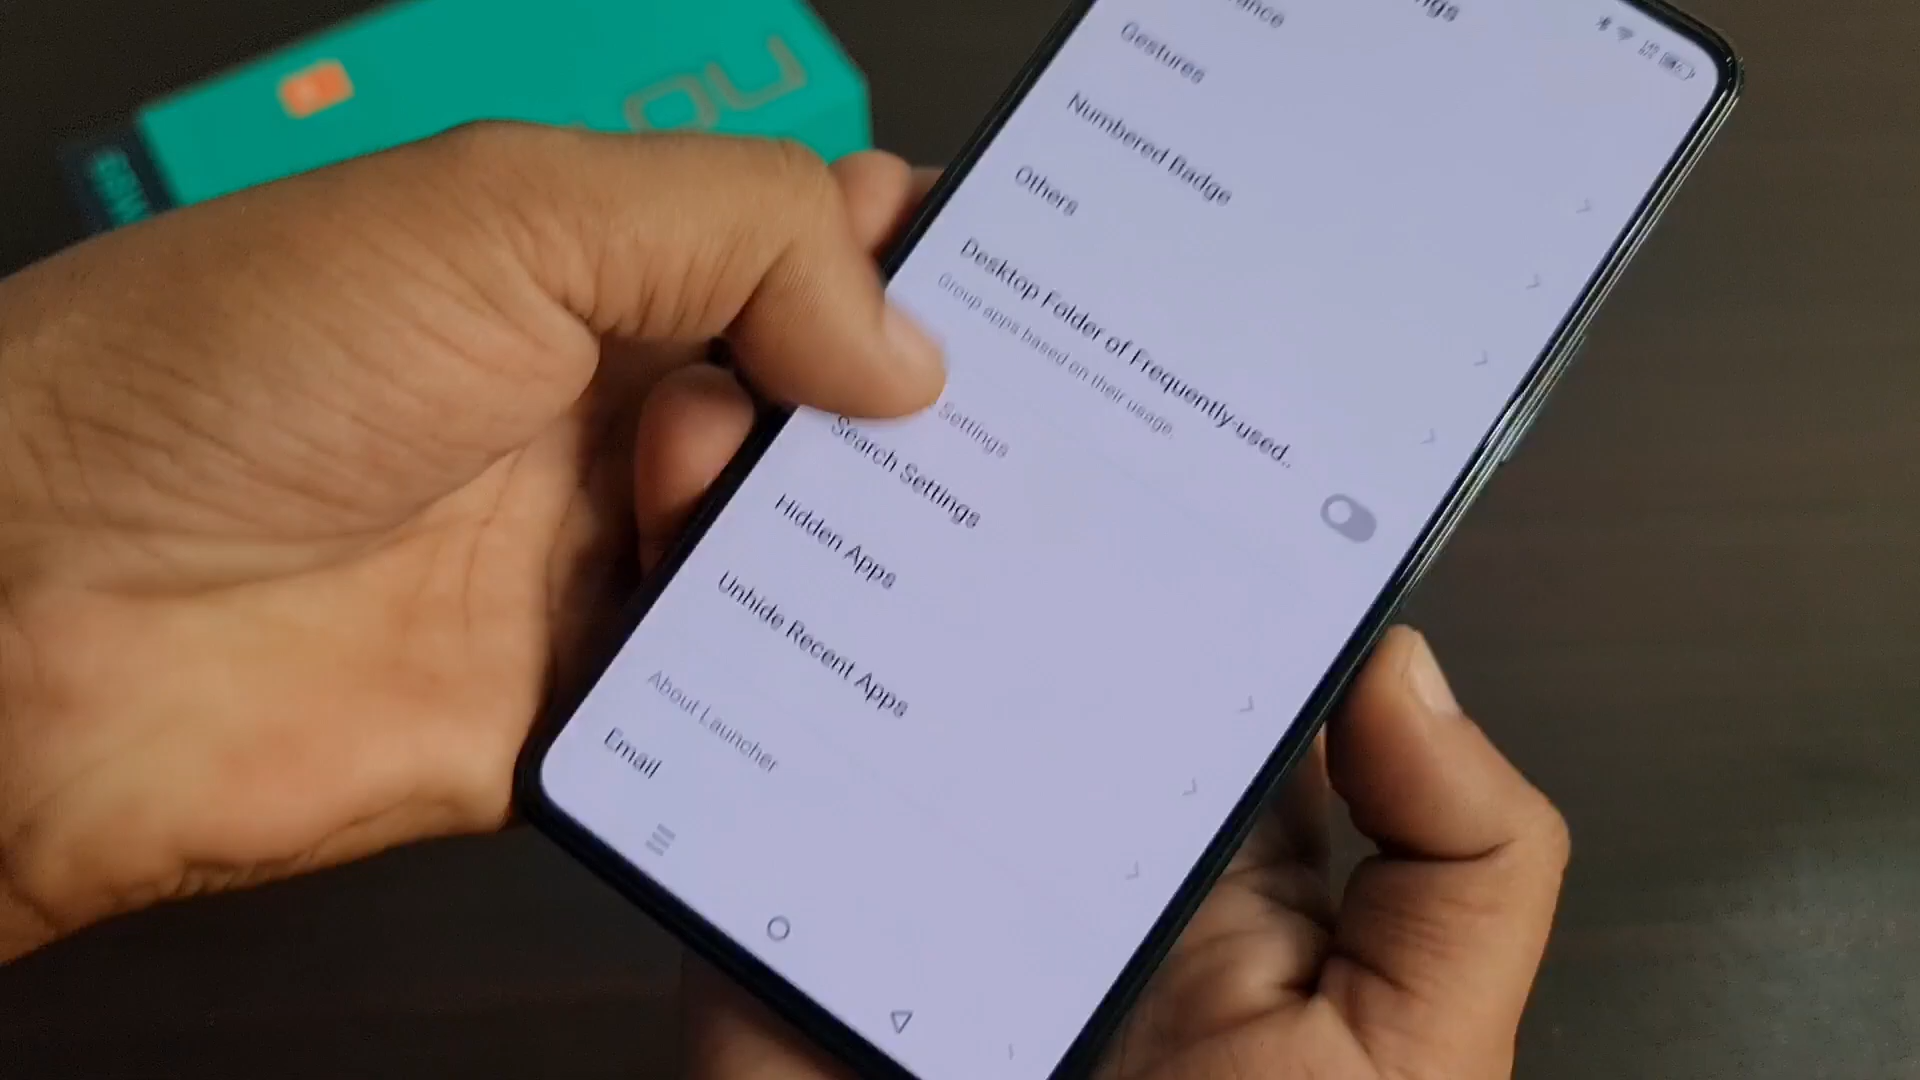 Gestures
Numbered Badge
Others
Desktop Folder of Frequently-used..
Group apps based on their usage.
Settings
Search Settings
Hidden Apps
Unhide Recent Apps
About Launcher
Email